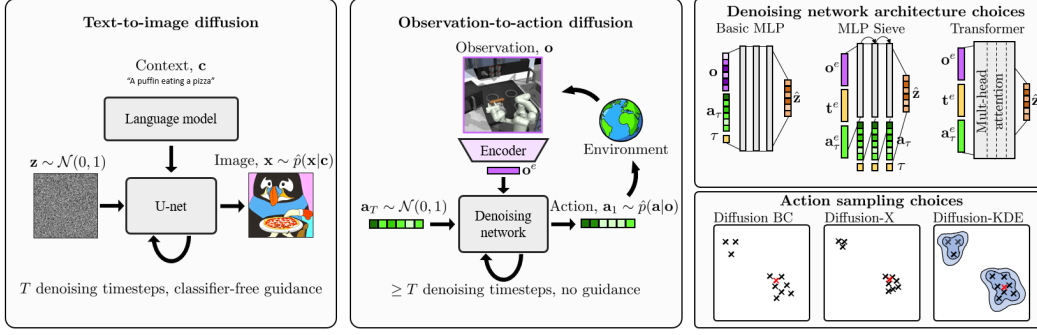 Text-to-image diffusion
Context, c
"A puffin eating a pizza"
Language model
z ∼ N(0, 1)
Image, x ∼ p̂(x|c)
U-net
T denoising timesteps, classifier-free guidance
Observation-to-action diffusion
Observation, o
Encoder
oᵉ
Environment
a_T ∼ N(0, 1)
Action, a₁ ∼ p̂(a|o)
Denoising
network
≥ T denoising timesteps, no guidance
Denoising network architecture choices
Basic MLP
MLP Sieve
Transformer
o
a_τ
τ
ẑ
oᵉ
tᵉ
a_τᵉ
ẑ
a_τ
τ
oᵉ
tᵉ
a_τᵉ
Mult-head
attention
ẑ
Action sampling choices
Diffusion BC
Diffusion-X
Diffusion-KDE